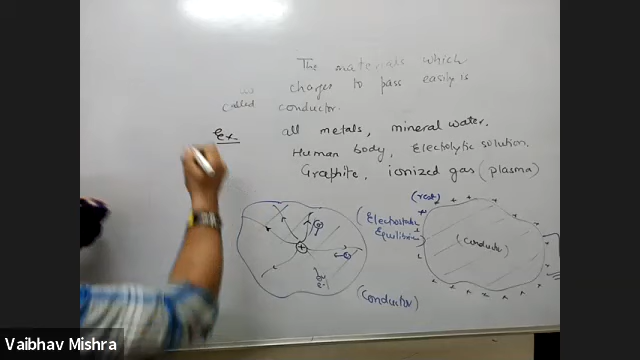 The materials which
charges to pass easily is
called conductor.
Ex all metals, mineral water.
Human body, Electolytic solution.
Graphite, ionized gas (plasma)
(rest)
(Electrostatic
Equilibrium)
(Conductor)
(Conductor)
Vaibhav Mishra